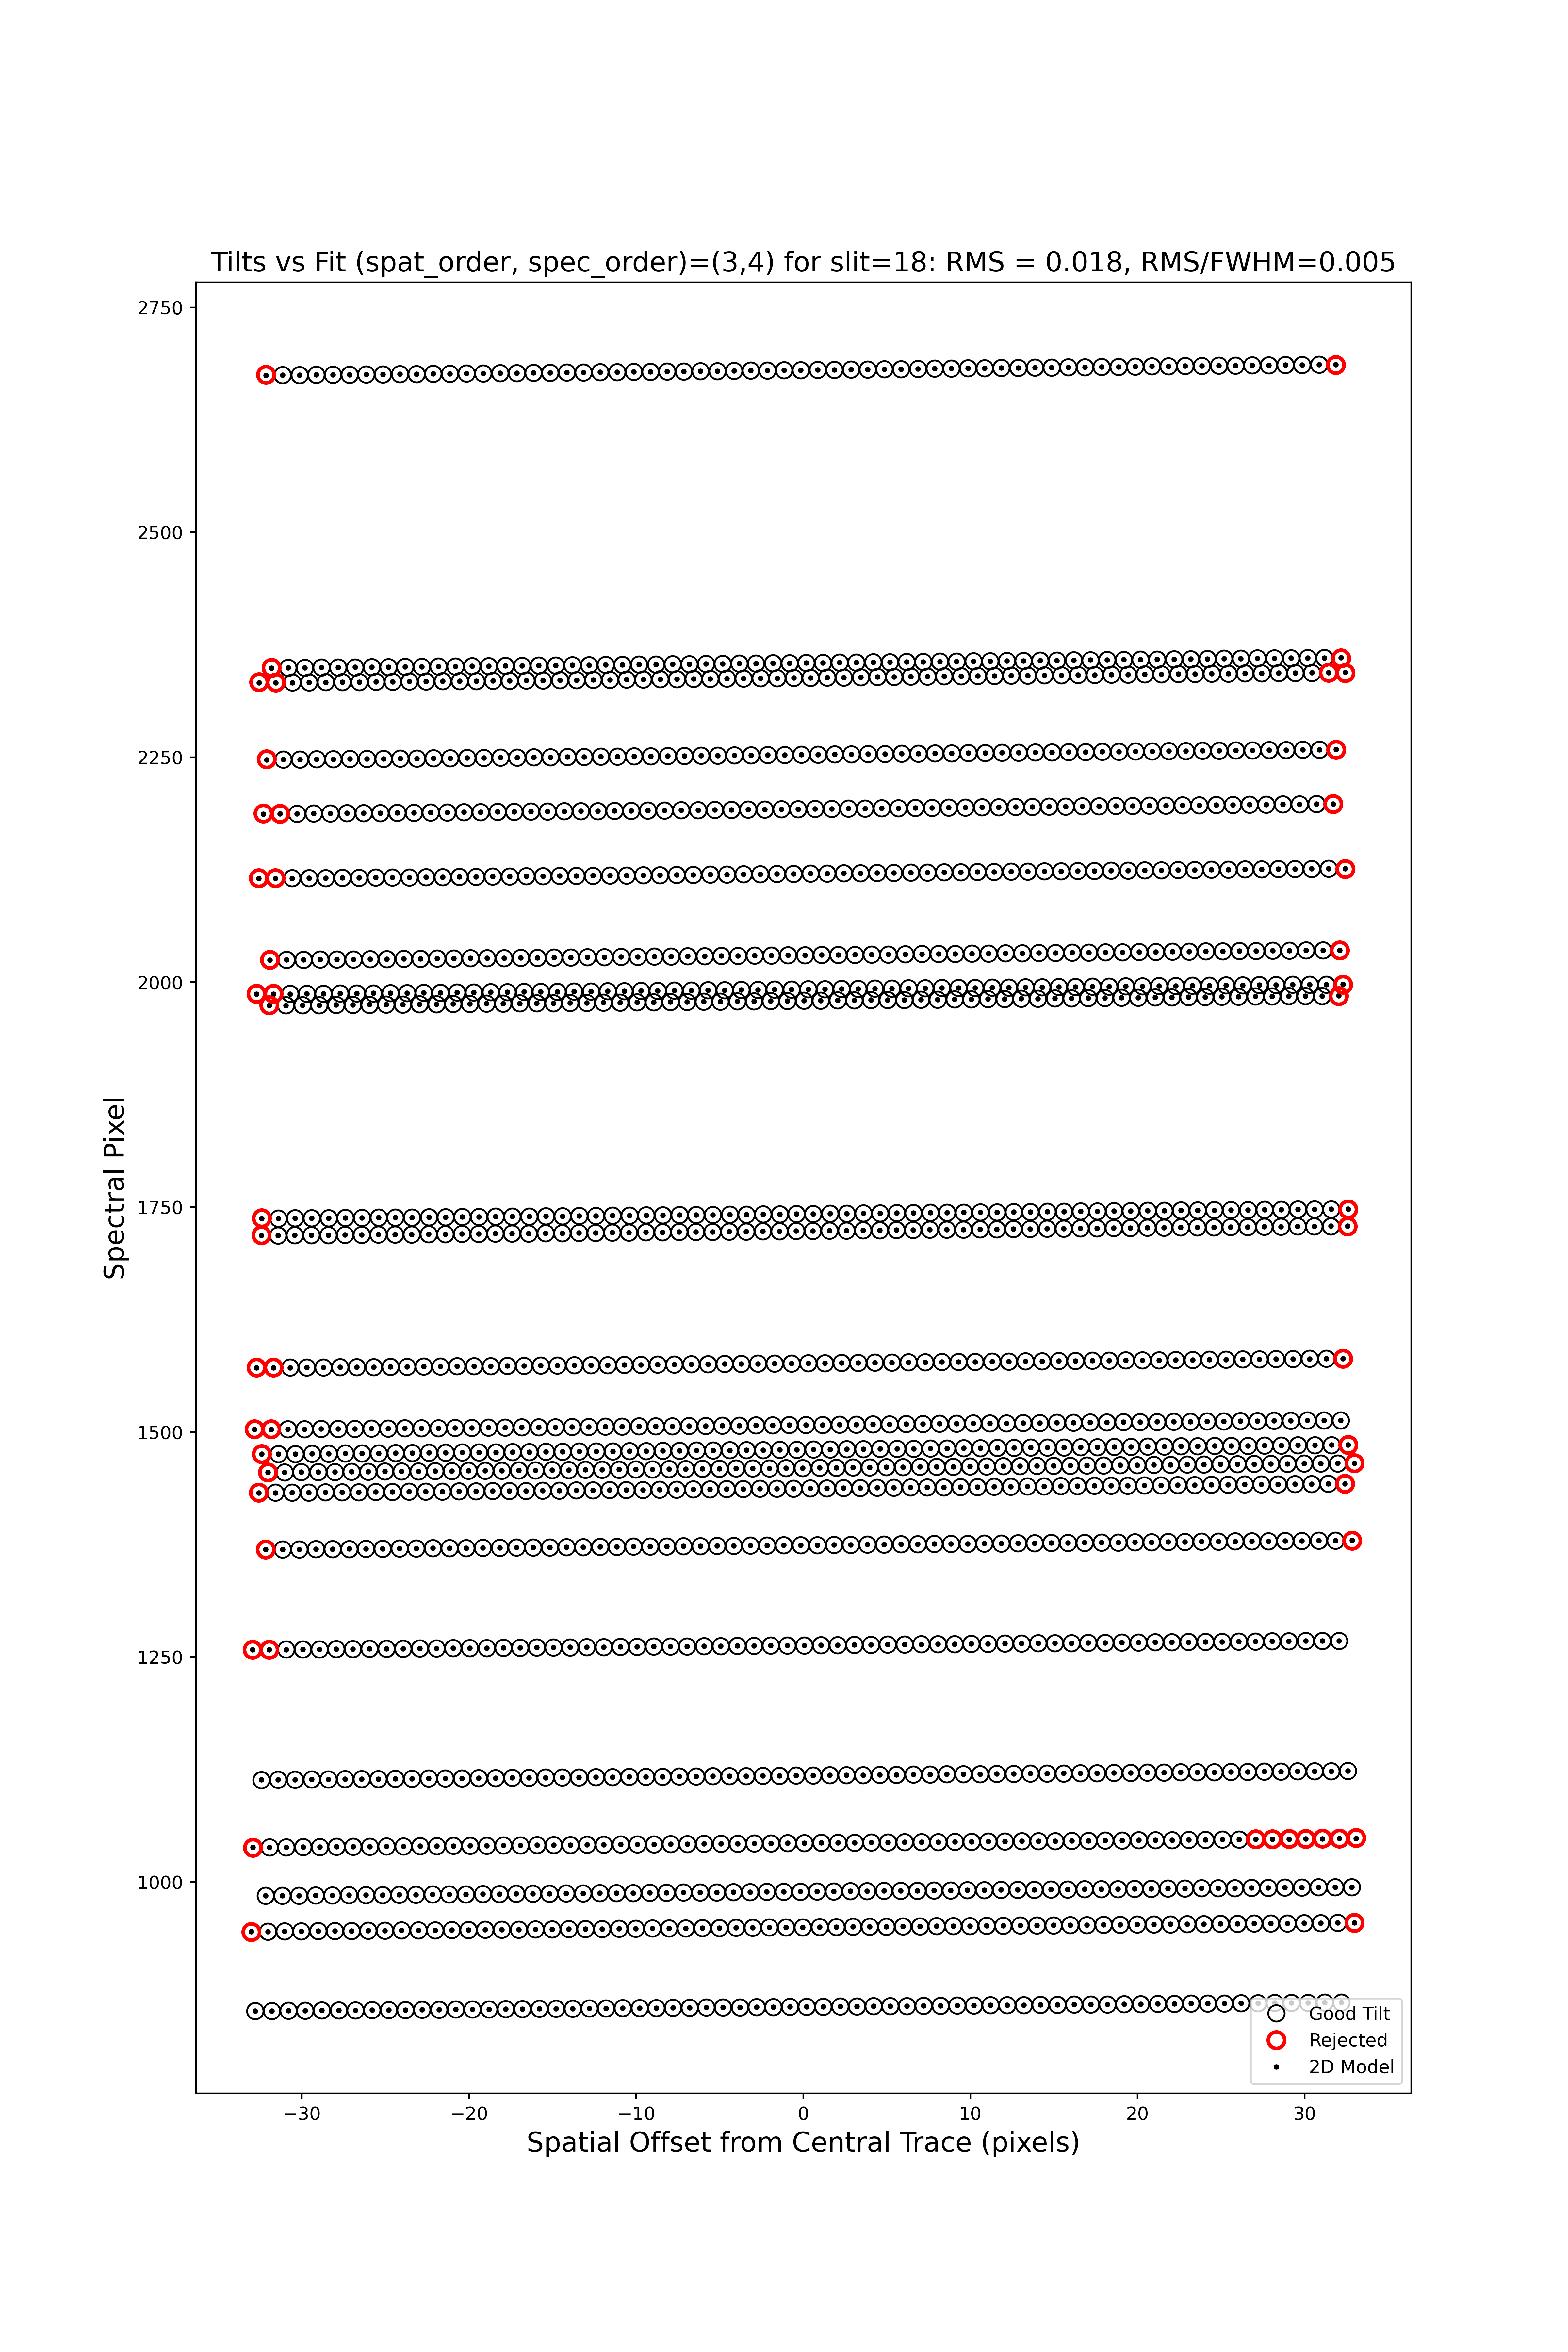 Tilts vs Fit (spat_order, spec_order)=(3,4) for slit=18: RMS = 0.018, RMS/FWHM=0.005
2750
2500
2250
2000
1750
1500
1250
1000
Spectral Pixel
Good Tilt
Rejected
2D Model
−30 −20 −10 0 10 20 30
Spatial Offset from Central Trace (pixels)